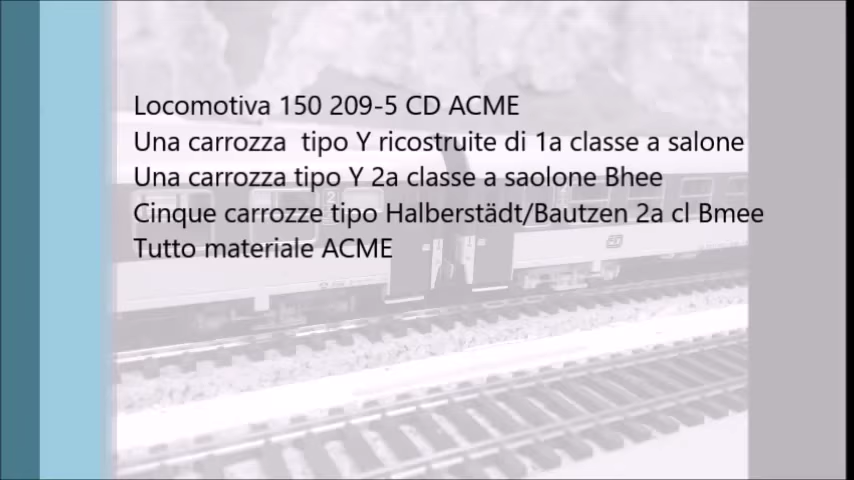 Locomotiva 150 209-5 CD ACME
Una carrozza  tipo Y ricostruite di 1a classe a salone
Una carrozza tipo Y 2a classe a saolone Bhee
Cinque carrozze tipo Halberstädt/Bautzen 2a cl Bmee
Tutto materiale ACME